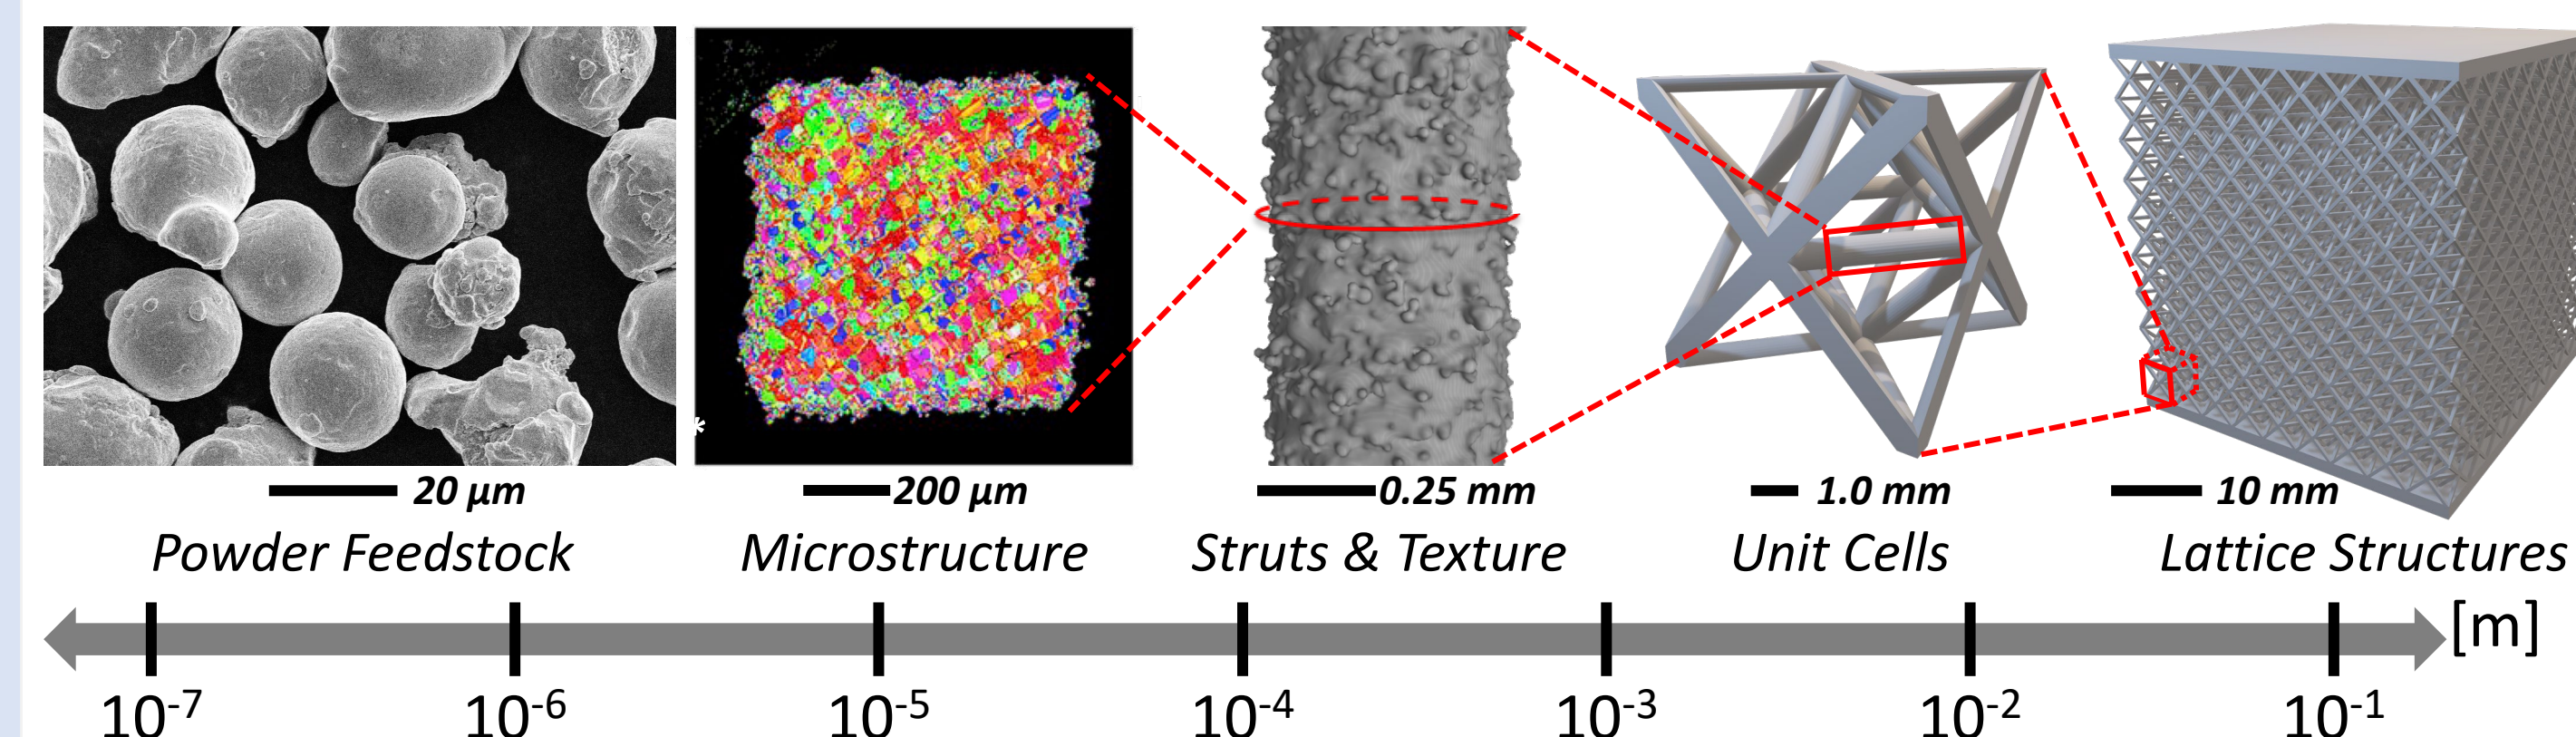 *
20 µm
200 µm
0.25 mm
1.0 mm
10 mm
Powder Feedstock
Microstructure
Struts & Texture
Unit Cells
Lattice Structures
[m]
10-7
10-6
10-5
10-4
10-3
10-2
10-1